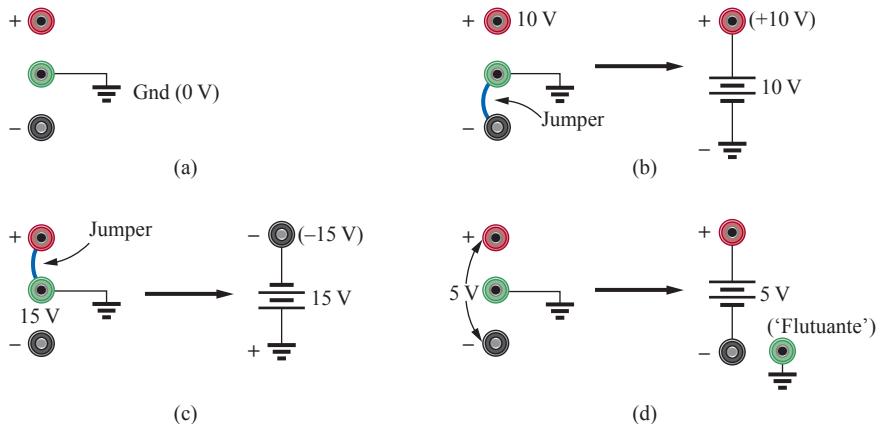 +
Gnd (0 V)
−
(a)
+ 10 V
− Jumper
(+10 V)
+
10 V
−
(b)
+ Jumper
15 V
−
− (–15 V)
15 V
+
(c)
+
5 V
−
+
5 V
(‘Flutuante’)
−
(d)